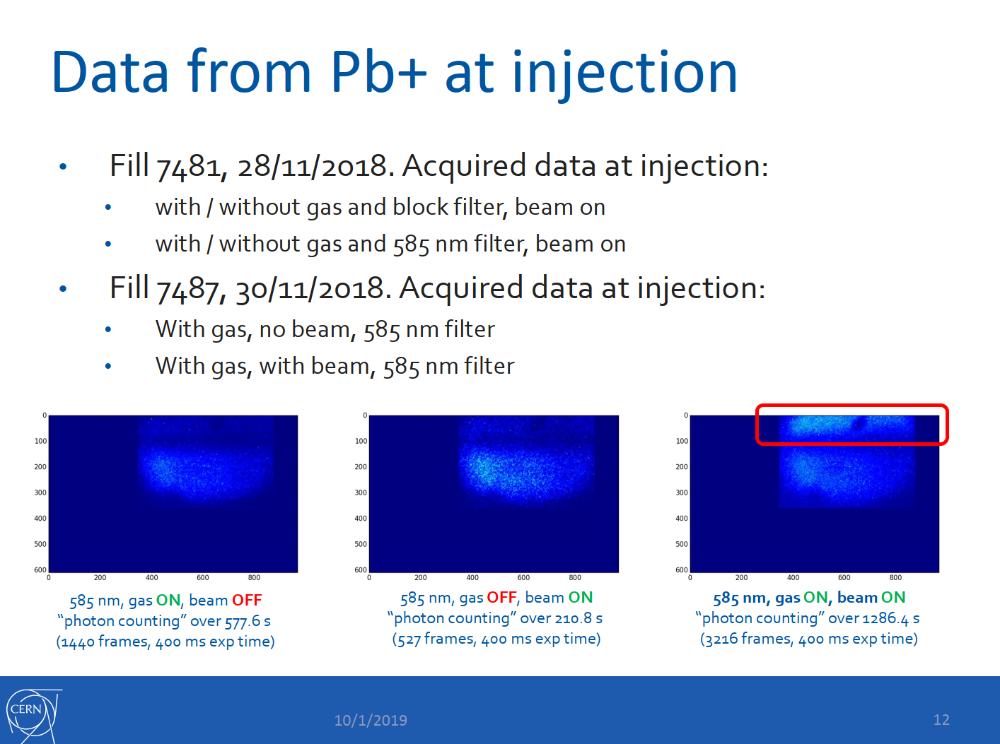 Data from Pb+ at injection
• Fill 7481, 28/11/2018. Acquired data at injection:
• with / without gas and block filter, beam on
• with / without gas and 585 nm filter, beam on
• Fill 7487, 30/11/2018. Acquired data at injection:
• With gas, no beam, 585 nm filter
• With gas, with beam, 585 nm filter
0
100
200
300
400
500
600
0 200 400 600 800
585 nm, gas ON, beam OFF
“photon counting” over 577.6 s
(1440 frames, 400 ms exp time)
0
100
200
300
400
500
600
0 200 400 600 800
585 nm, gas OFF, beam ON
“photon counting” over 210.8 s
(527 frames, 400 ms exp time)
0
100
200
300
400
500
600
0 200 400 600 800
585 nm, gas ON, beam ON
“photon counting” over 1286.4 s
(3216 frames, 400 ms exp time)
CERN
10/1/2019
12